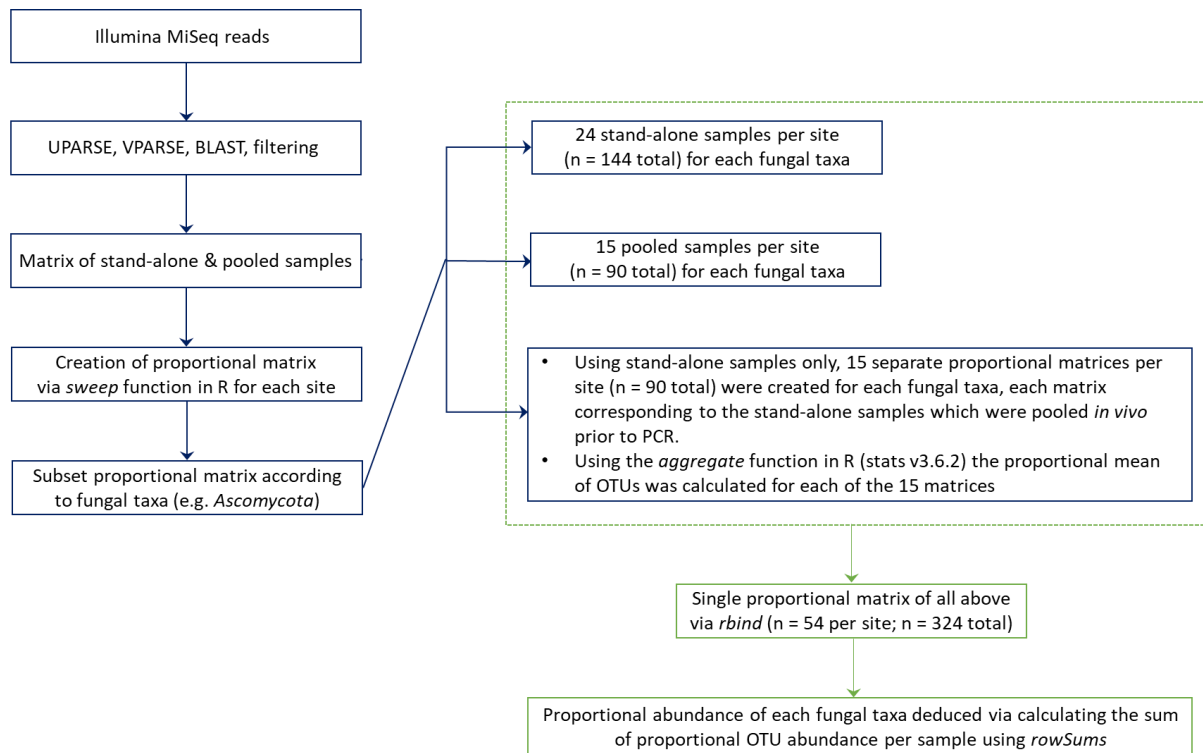 Illumina MiSeq reads
UPARSE, VPARSE, BLAST, filtering
Matrix of stand-alone & pooled samples
Creation of proportional matrix
via sweep function in R for each site
Subset proportional matrix according
to fungal taxa (e.g. Ascomycota)
24 stand-alone samples per site
(n = 144 total) for each fungal taxa
15 pooled samples per site
(n = 90 total) for each fungal taxa
• Using stand-alone samples only, 15 separate proportional matrices per
site (n = 90 total) were created for each fungal taxa, each matrix
corresponding to the stand-alone samples which were pooled in vivo
prior to PCR.
• Using the aggregate function in R (stats v3.6.2) the proportional mean
of OTUs was calculated for each of the 15 matrices
Single proportional matrix of all above
via rbind (n = 54 per site; n = 324 total)
Proportional abundance of each fungal taxa deduced via calculating the sum
of proportional OTU abundance per sample using rowSums